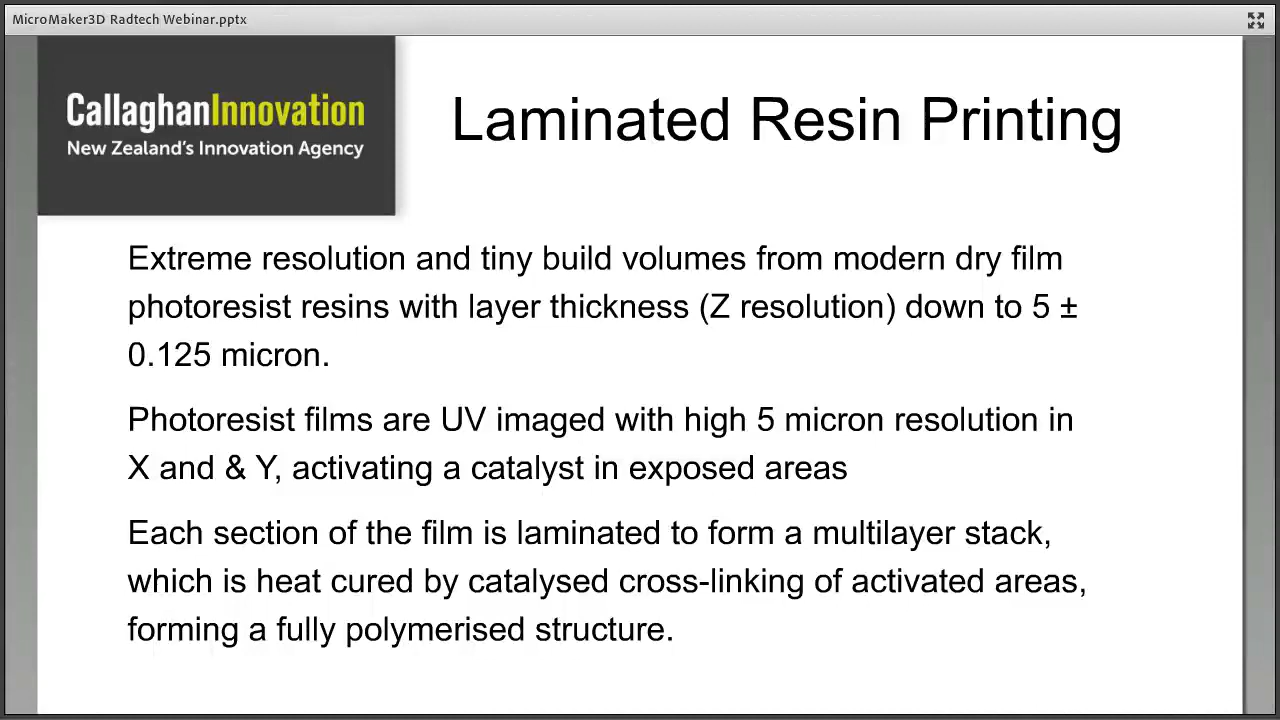 MicroMaker3D Radtech Webinar.pptx
CallaghanInnovation
New Zealand's Innovation Agency
Laminated Resin Printing
Extreme resolution and tiny build volumes from modern dry film
photoresist resins with layer thickness (Z resolution) down to 5 ±
0.125 micron.
Photoresist films are UV imaged with high 5 micron resolution in
X and & Y, activating a catalyst in exposed areas
Each section of the film is laminated to form a multilayer stack,
which is heat cured by catalysed cross-linking of activated areas,
forming a fully polymerised structure.